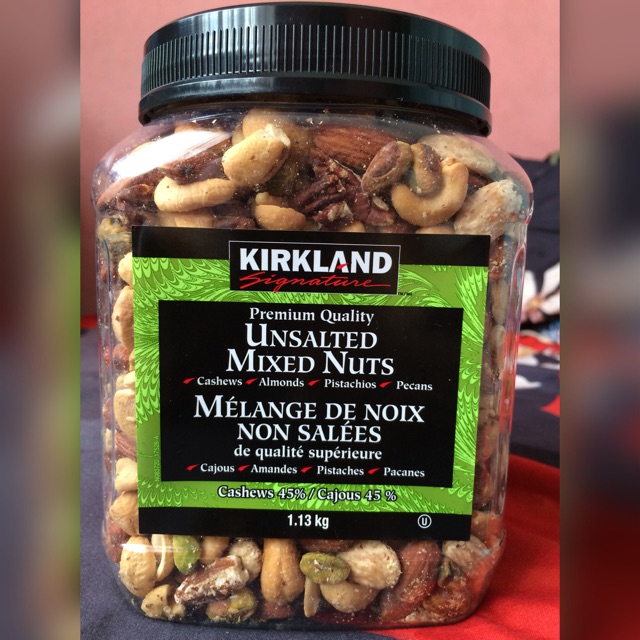 KIRKLAND
Signature
Premium Quality
UNSALTED
MIXED NUTS
Cashews Almonds Pistachios Pecans
MÉLANGE DE NOIX
NON SALÉES
de qualité supérieure
Cajous Amandes Pistaches Pacanes
Cashews 45% / Cajous 45 %
1.13 kg
U